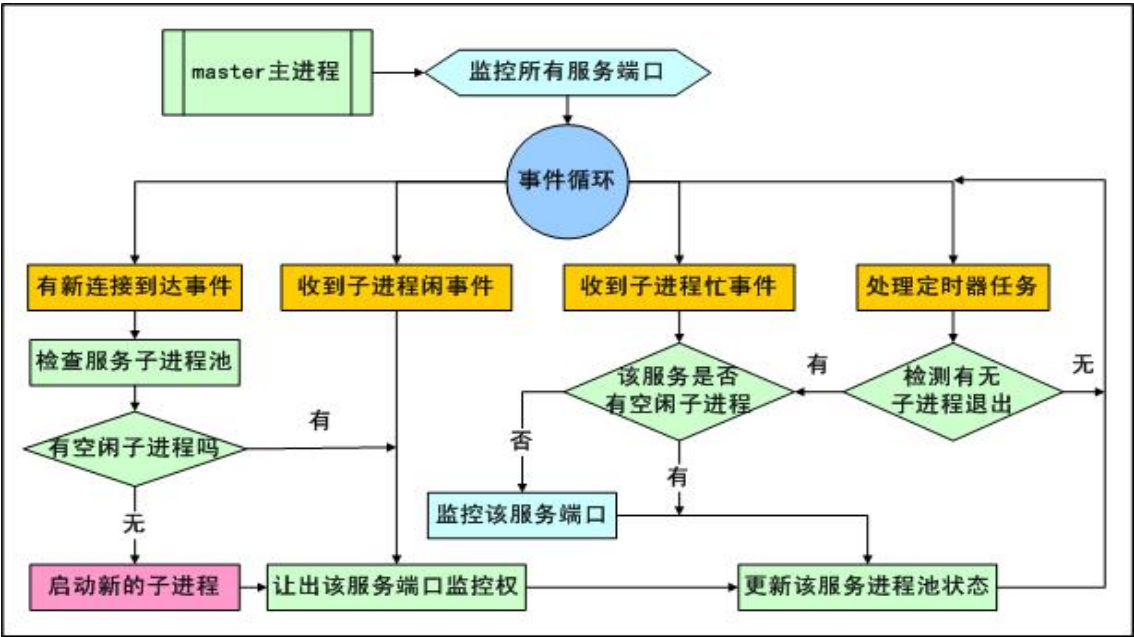 master主进程
监控所有服务端口
事件循环
有新连接到达事件
收到子进程闲事件
收到子进程忙事件
处理定时器任务
检查服务子进程池
该服务是否
有空闲子进程
有
检测有无
子进程退出
无
有空闲子进程吗
有
否
有
监控该服务端口
无
启动新的子进程
让出该服务端口监控权
更新该服务进程池状态